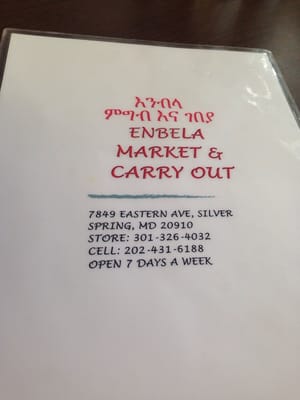 እንብላ
ምግብ እና ገበያ
ENBELA
MARKET &
CARRY OUT
7849 EASTERN AVE, SILVER
SPRING, MD 20910
STORE: 301-326-4032
CELL: 202-431-6188
OPEN 7 DAYS A WEEK